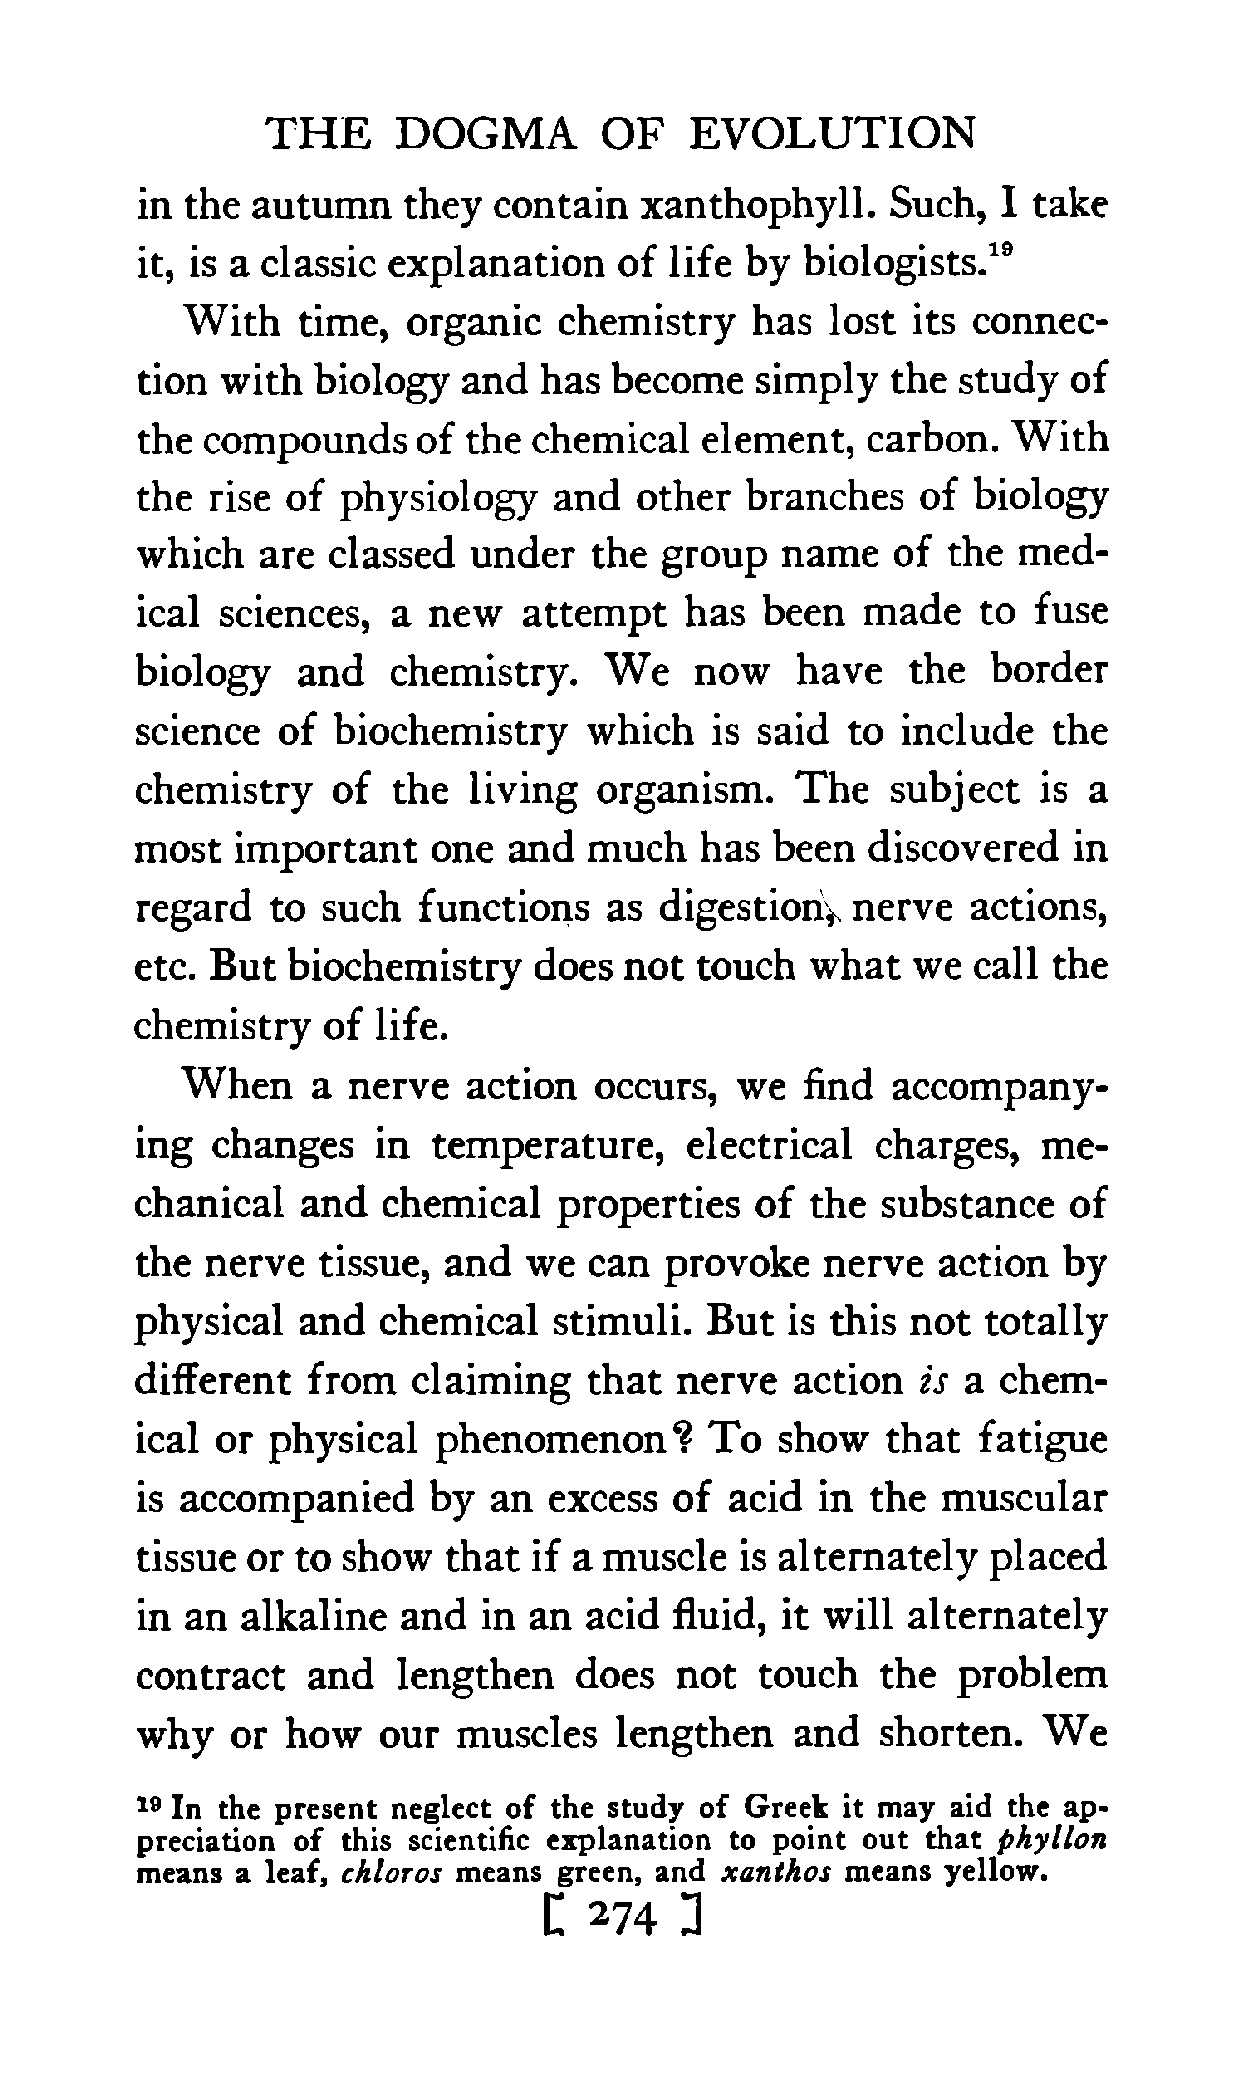 THE DOGMA OF EVOLUTION
in the autumn they contain xanthophyll. Such, I take
it, is a classic explanation of life by biologists.¹⁹
With time, organic chemistry has lost its connec-
tion with biology and has become simply the study of
the compounds of the chemical element, carbon. With
the rise of physiology and other branches of biology
which are classed under the group name of the med-
ical sciences, a new attempt has been made to fuse
biology and chemistry. We now have the border
science of biochemistry which is said to include the
chemistry of the living organism. The subject is a
most important one and much has been discovered in
regard to such functions as digestion, nerve actions,
etc. But biochemistry does not touch what we call the
chemistry of life.
When a nerve action occurs, we find accompany-
ing changes in temperature, electrical charges, me-
chanical and chemical properties of the substance of
the nerve tissue, and we can provoke nerve action by
physical and chemical stimuli. But is this not totally
different from claiming that nerve action is a chem-
ical or physical phenomenon? To show that fatigue
is accompanied by an excess of acid in the muscular
tissue or to show that if a muscle is alternately placed
in an alkaline and in an acid fluid, it will alternately
contract and lengthen does not touch the problem
why or how our muscles lengthen and shorten. We
¹⁹ In the present neglect of the study of Greek it may aid the ap-
preciation of this scientific explanation to point out that phyllon
means a leaf, chloros means green, and xanthos means yellow.
[ 274 ]